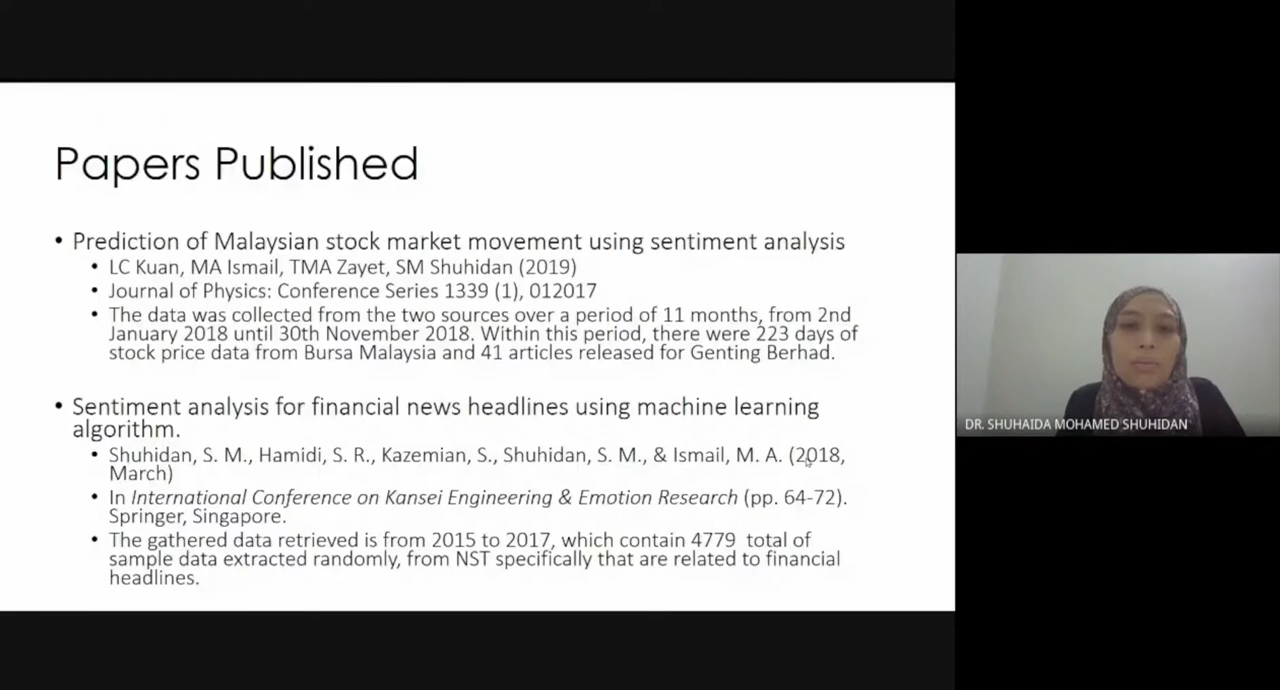 Papers Published
• Prediction of Malaysian stock market movement using sentiment analysis
• LC Kuan, MA Ismail, TMA Zayet, SM Shuhidan (2019)
• Journal of Physics: Conference Series 1339 (1), 012017
• The data was collected from the two sources over a period of 11 months, from 2nd
January 2018 until 30th November 2018. Within this period, there were 223 days of
stock price data from Bursa Malaysia and 41 articles released for Genting Berhad.
• Sentiment analysis for financial news headlines using machine learning
algorithm.
• Shuhidan, S. M., Hamidi, S. R., Kazemian, S., Shuhidan, S. M., & Ismail, M. A. (2018,
March)
• In International Conference on Kansei Engineering & Emotion Research (pp. 64-72).
Springer, Singapore.
• The gathered data retrieved is from 2015 to 2017, which contain 4779 total of
sample data extracted randomly, from NST specifically that are related to financial
headlines.
DR. SHUHAIDA MOHAMED SHUHIDAN